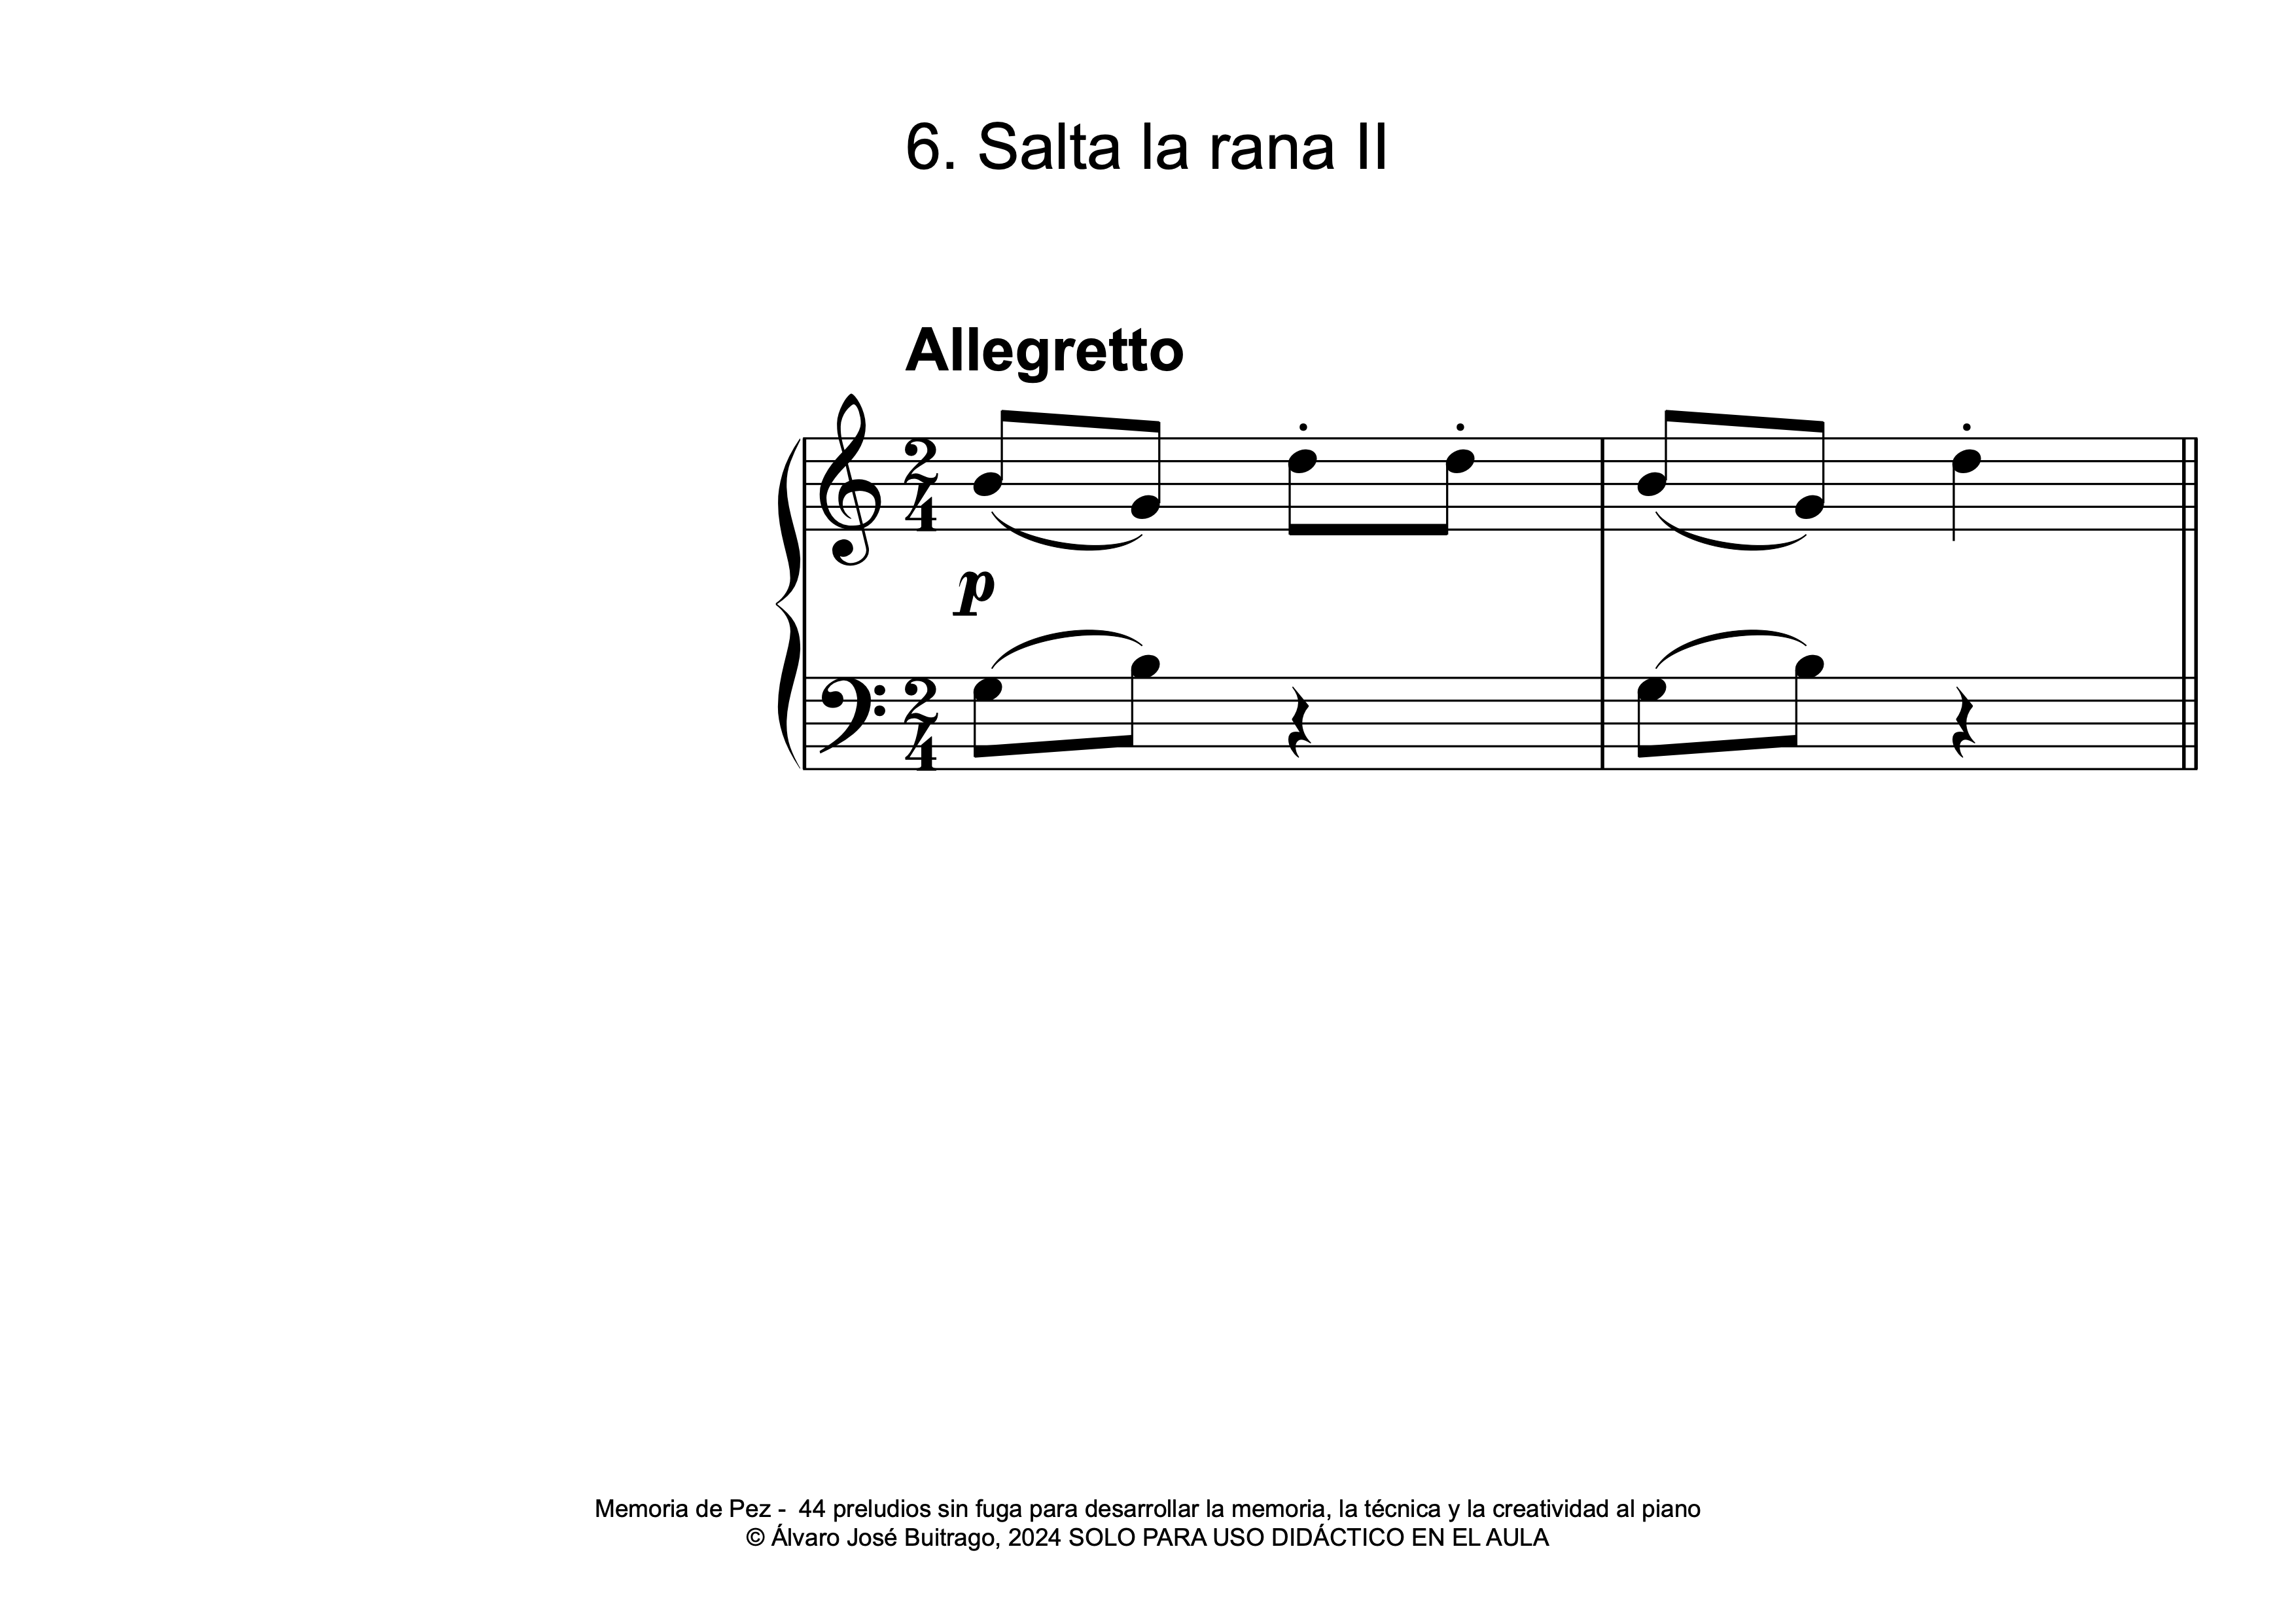 6. Salta la rana II
Allegretto
2
4
p
2
4
Memoria de Pez -  44 preludios sin fuga para desarrollar la memoria, la técnica y la creatividad al piano
© Álvaro José Buitrago, 2024 SOLO PARA USO DIDÁCTICO EN EL AULA